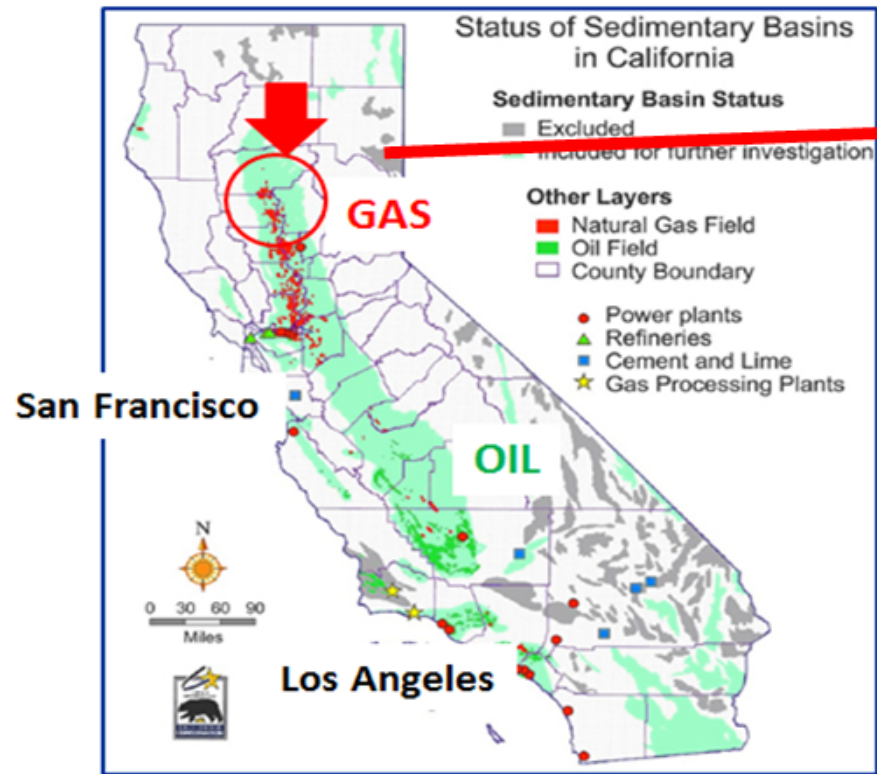 Status of Sedimentary Basins
in California
Sedimentary Basin Status
Excluded
Included for further investigation
Other Layers
Natural Gas Field
Oil Field
County Boundary
Power plants
Refineries
Cement and Lime
Gas Processing Plants
GAS
San Francisco
OIL
N
0 30 60 90
Miles
Los Angeles